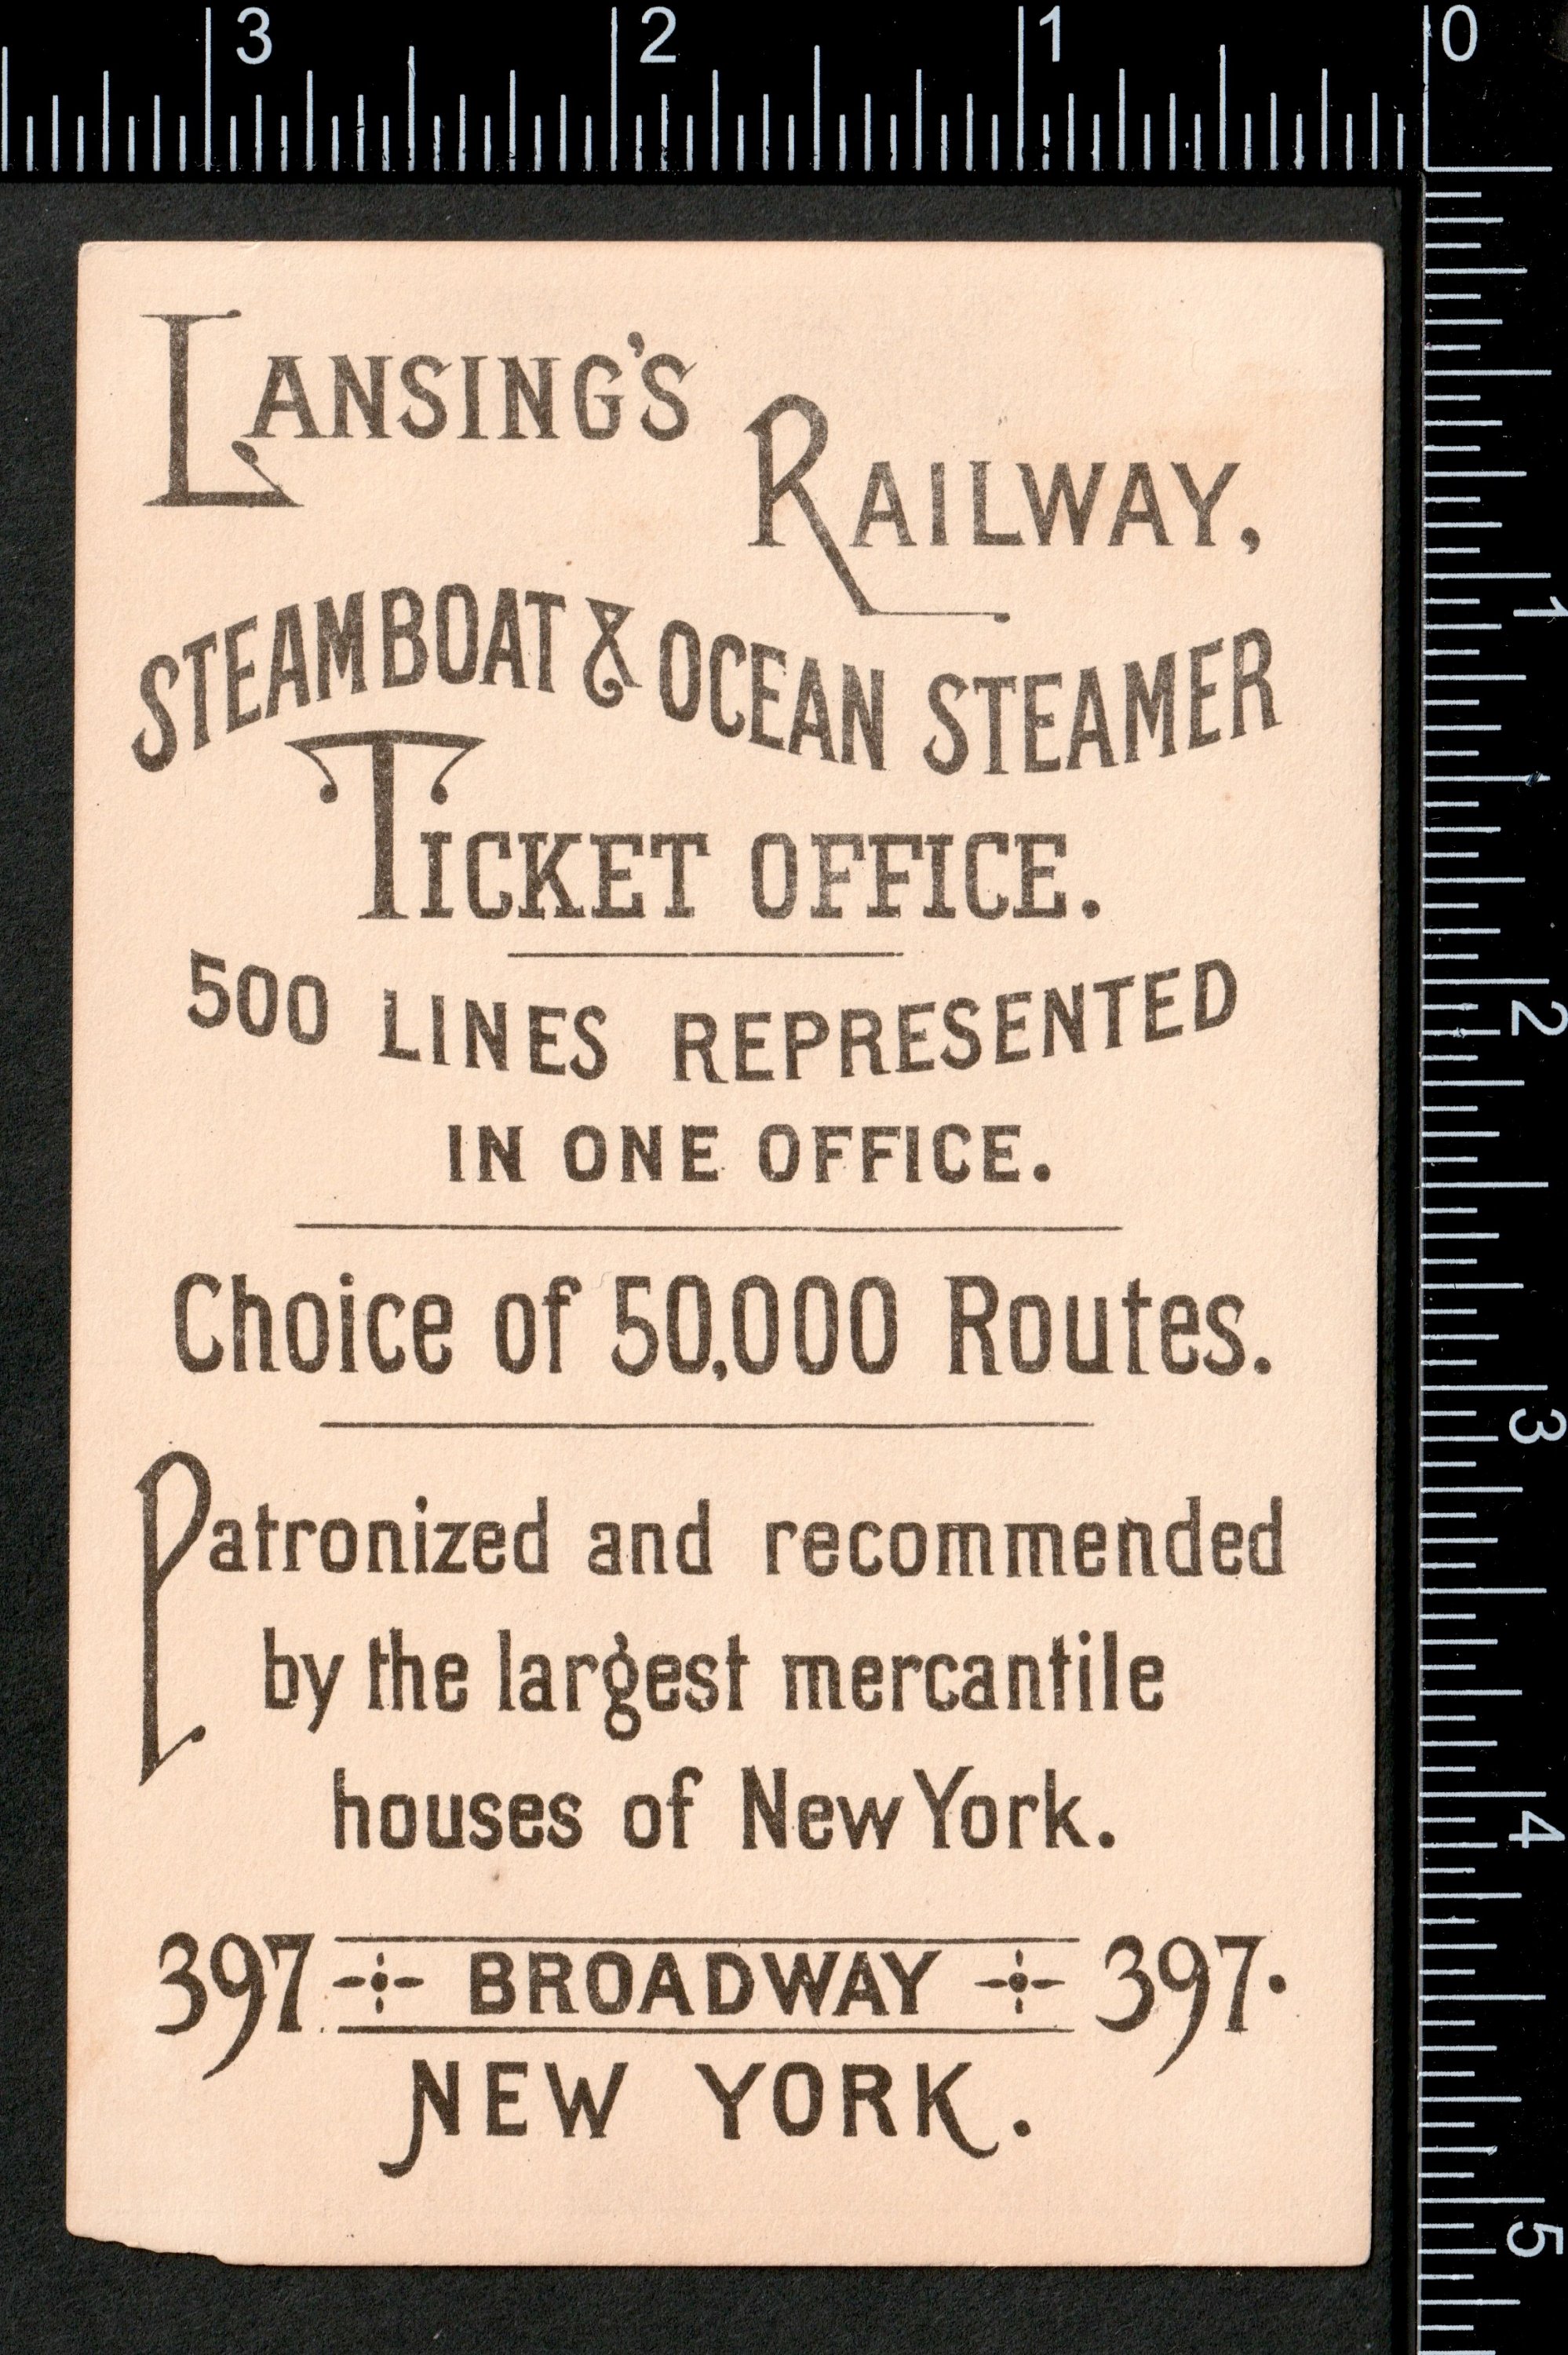 3 2 1 0
LANSING'S
RAILWAY,
STEAMBOAT & OCEAN STEAMER
TICKET OFFICE.
500 LINES REPRESENTED
IN ONE OFFICE.
Choice of 50,000 Routes.
Patronized and recommended
by the largest mercantile
houses of New York.
397 BROADWAY 397.
NEW YORK.
1
2
3
4
5